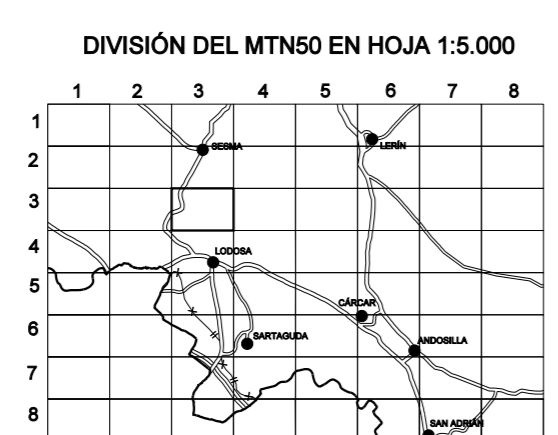 DIVISIÓN DEL MTN50 EN HOJA 1:5.000
1 2 3 4 5 6 7 8
1
LERÍN
SESMA
2
3
4
LODOSA
5
CÁRCAR
6
SARTAGUDA
ANDOSILLA
7
8
SAN ADRIÁN